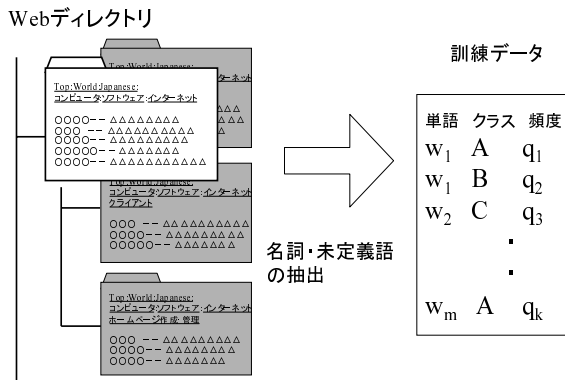 Webディレクトリ
Top:World:Japanese:
コンピュータ:ソフトウェア:インターネット
○○○○-- △△△△△△△△
○○○ -- △△△△△△△△△△
○○○○-- △△△△△△△△△
○○○○○-- △△△△△△△△
○○○○-- △△△△△△△△△△△
Top:World:Japanese:
コンピュータ:ソフトウェア:インターネット
クライアント
○○○ -- △△△△△△△△△△
○○○○-- △△△△△△△△△
○○○○○-- △△△△△△△
Top:World:Japanese:
コンピュータ:ソフトウェア:インターネット
ホームページ作成・管理
○○○ -- △△△△△△△△△
○○○○-- △△△△△△△△
○○○○-- △△△△△△△
名詞・未定義語
の抽出
訓練データ
単語 クラス 頻度
w1 A q1
w1 B q2
w2 C q3
・
・
wm A qk